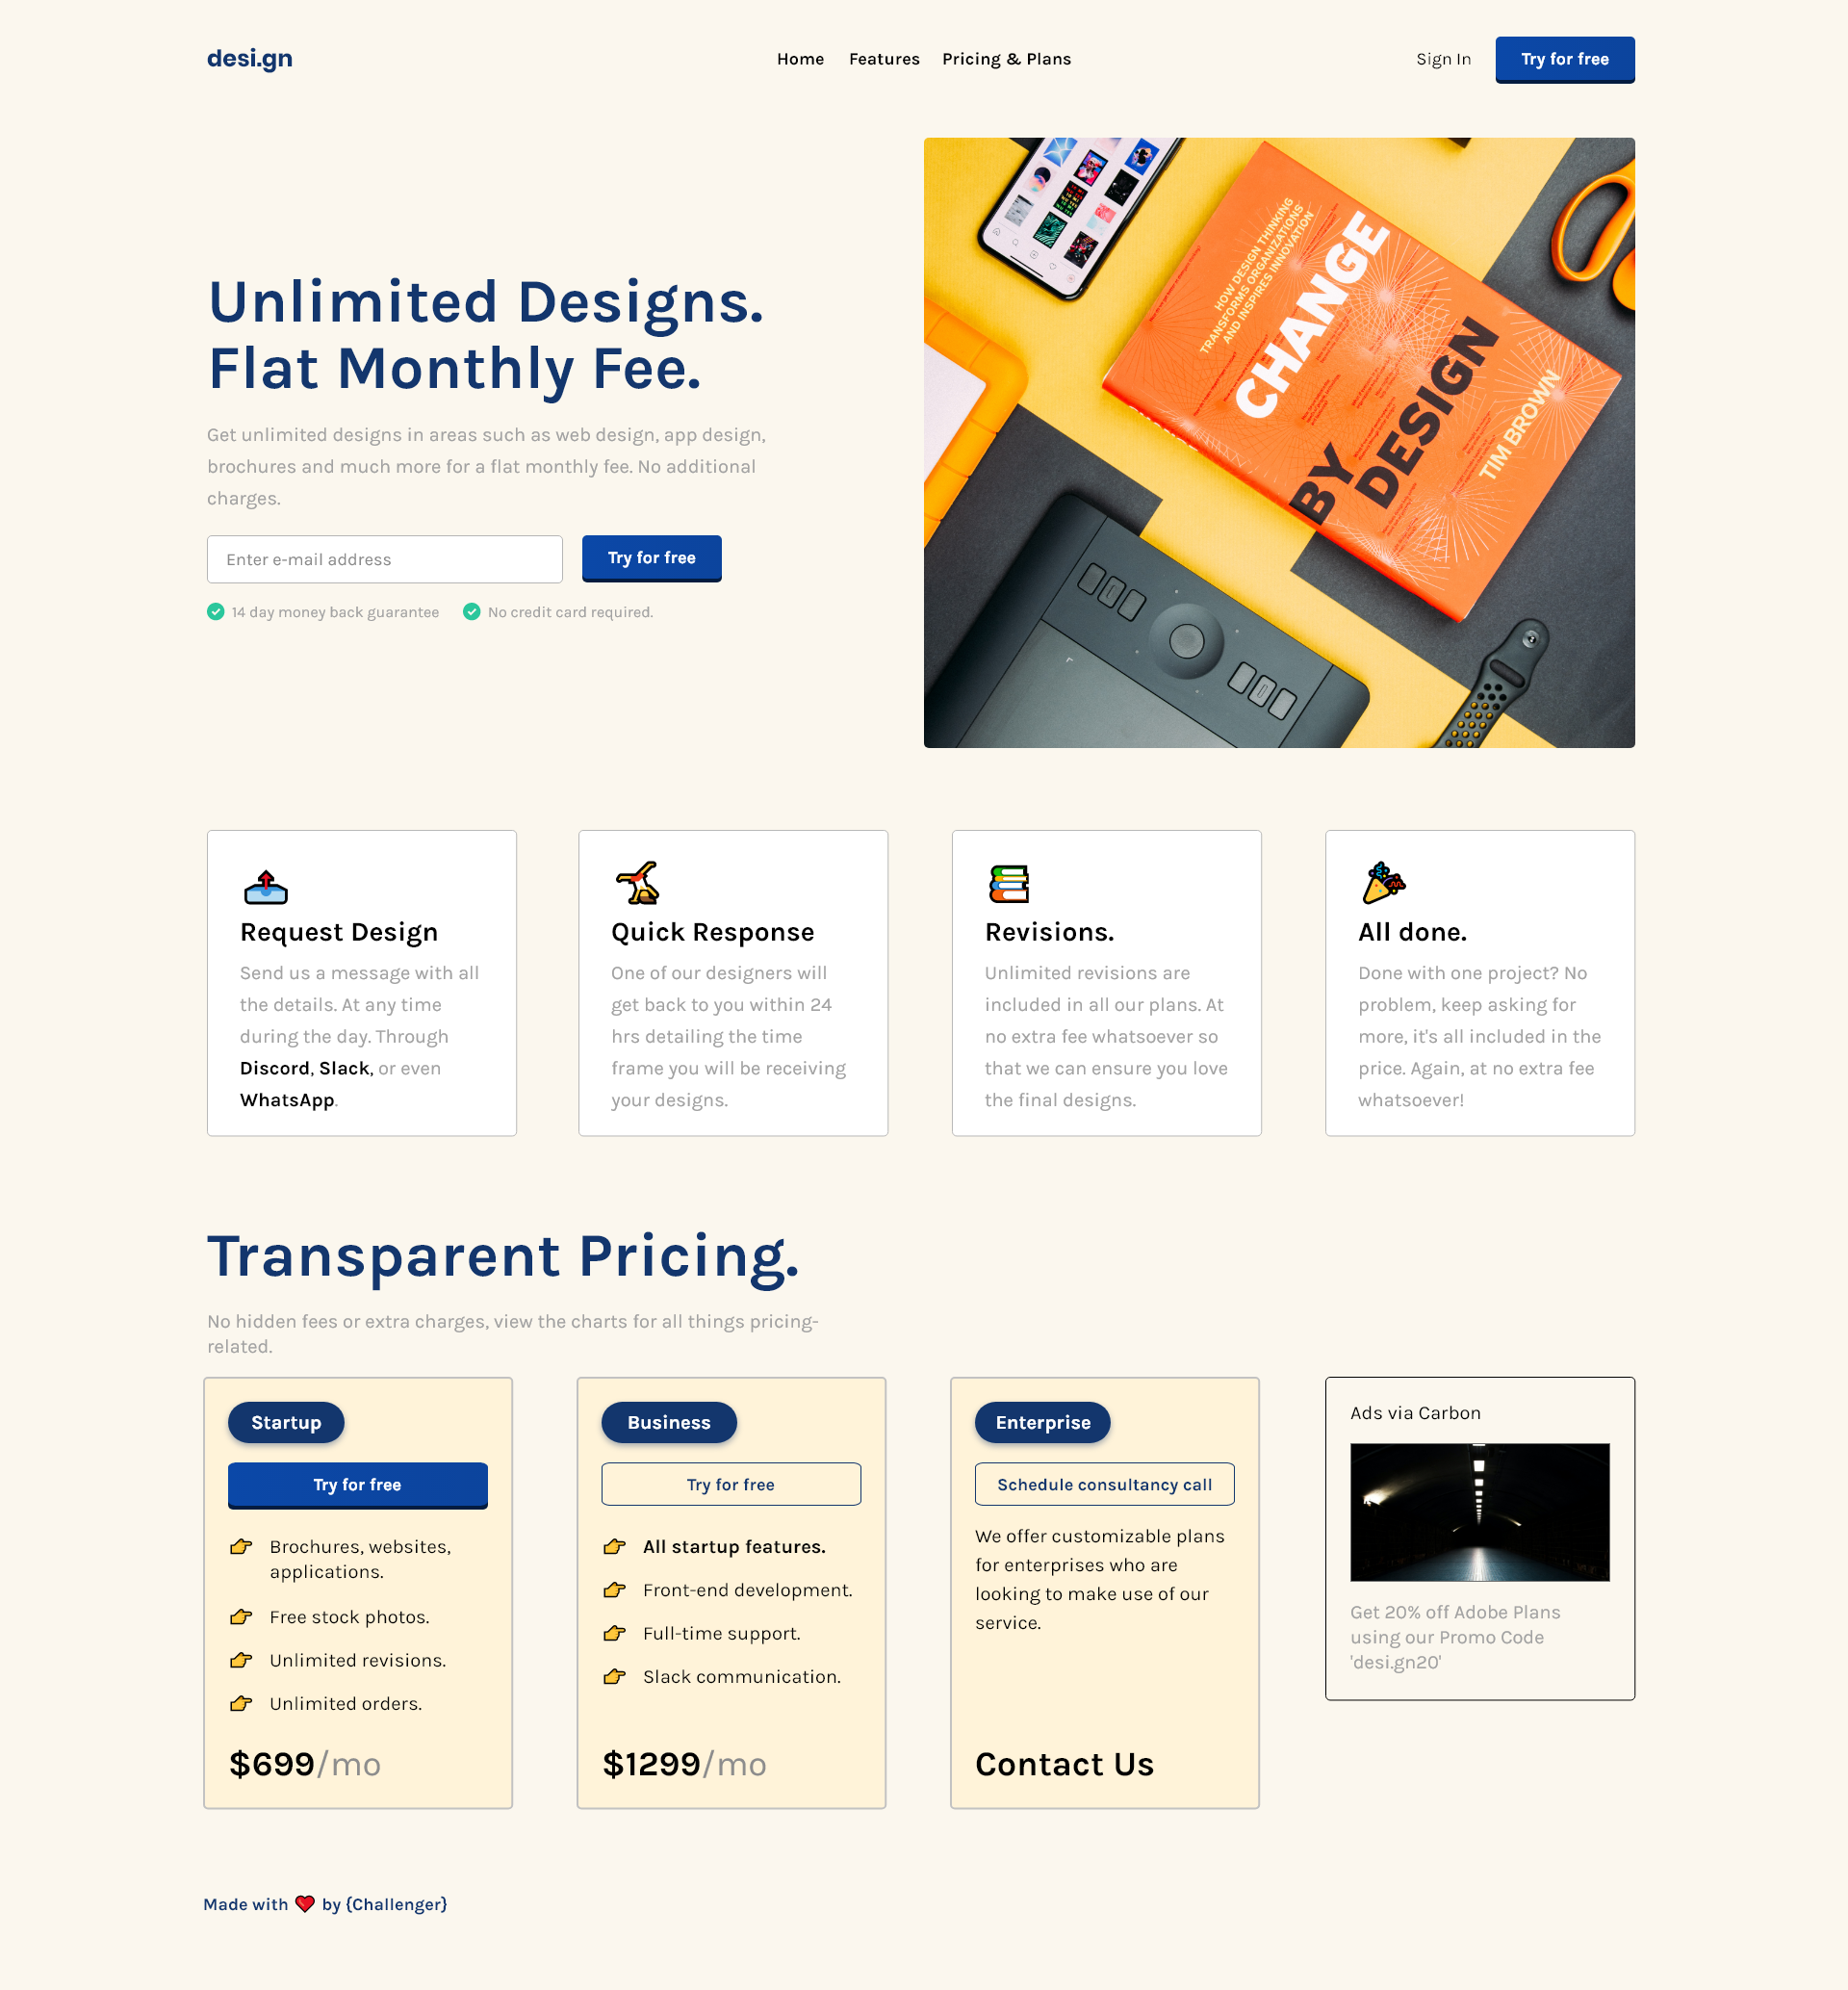 desi.gn
Home Features Pricing & Plans
Sign In
Try for free
Unlimited Designs.
Flat Monthly Fee.
Get unlimited designs in areas such as web design, app design,
brochures and much more for a flat monthly fee. No additional
charges.
Enter e-mail address
Try for free
14 day money back guarantee
No credit card required.
HOW DESIGN THINKING
TRANSFORMS ORGANIZATIONS
AND INSPIRES INNOVATION
CHANGE
BY
DESIGN
TIM BROWN
Request Design
Send us a message with all
the details. At any time
during the day. Through
Discord, Slack, or even
WhatsApp.
Quick Response
One of our designers will
get back to you within 24
hrs detailing the time
frame you will be receiving
your designs.
Revisions.
Unlimited revisions are
included in all our plans. At
no extra fee whatsoever so
that we can ensure you love
the final designs.
All done.
Done with one project? No
problem, keep asking for
more, it's all included in the
price. Again, at no extra fee
whatsoever!
Transparent Pricing.
No hidden fees or extra charges, view the charts for all things pricing-
related.
Startup
Try for free
Brochures, websites,
applications.
Free stock photos.
Unlimited revisions.
Unlimited orders.
$699/mo
Business
Try for free
All startup features.
Front-end development.
Full-time support.
Slack communication.
$1299/mo
Enterprise
Schedule consultancy call
We offer customizable plans
for enterprises who are
looking to make use of our
service.
Contact Us
Ads via Carbon
Get 20% off Adobe Plans
using our Promo Code
'desi.gn20'
Made with by {Challenger}